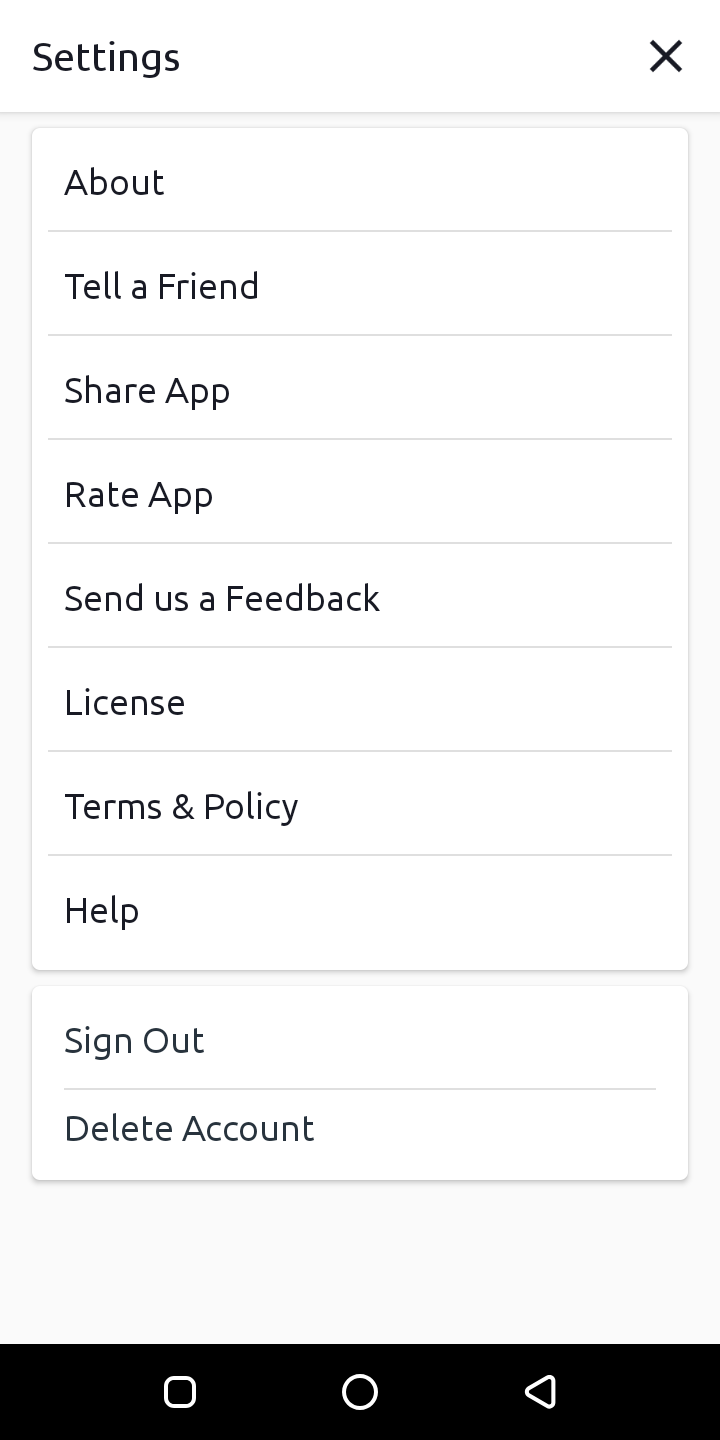 Settings
About
Tell a Friend
Share App
Rate App
Send us a Feedback
License
Terms & Policy
Help
Sign Out
Delete Account